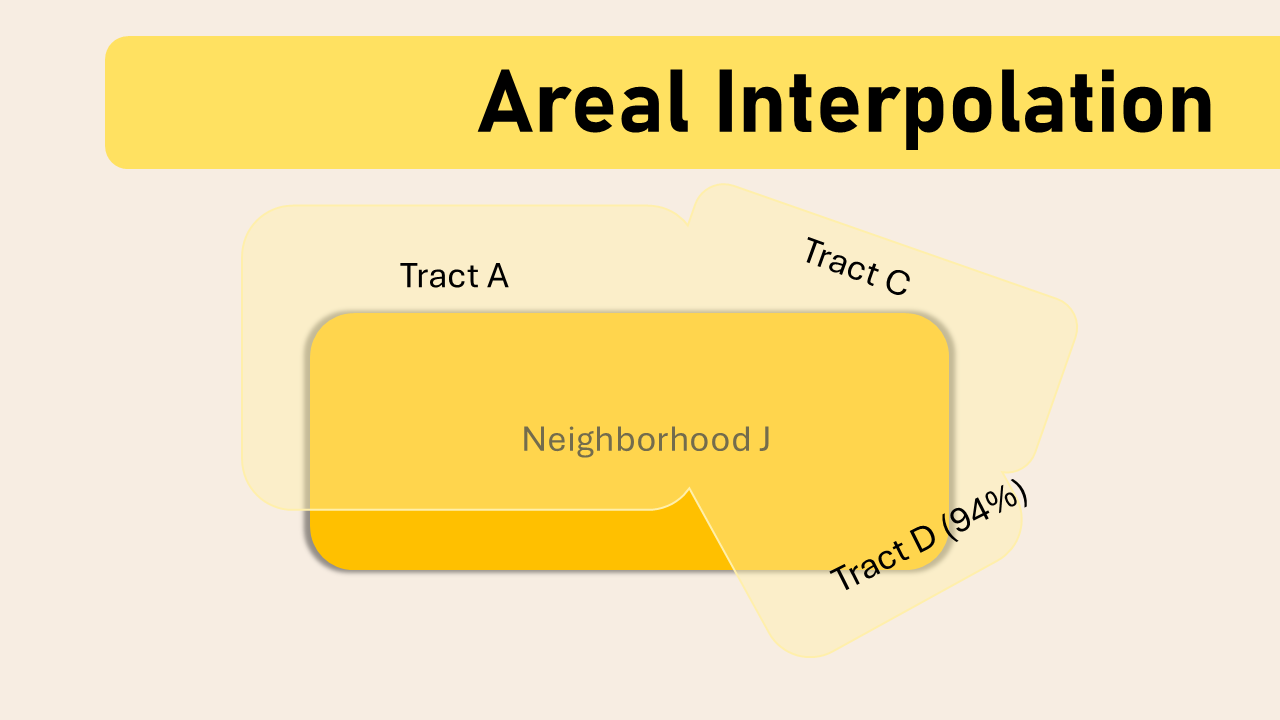 Areal Interpolation
Tract A
Tract C
Neighborhood J
Tract D (94%)